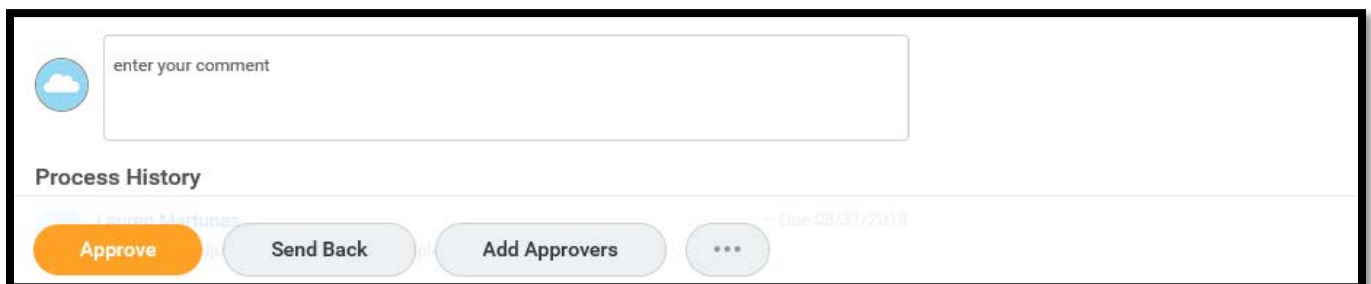 enter your comment
Process History
Lauren Martunas – Due 08/31/2018
Approve Send Back Add Approvers